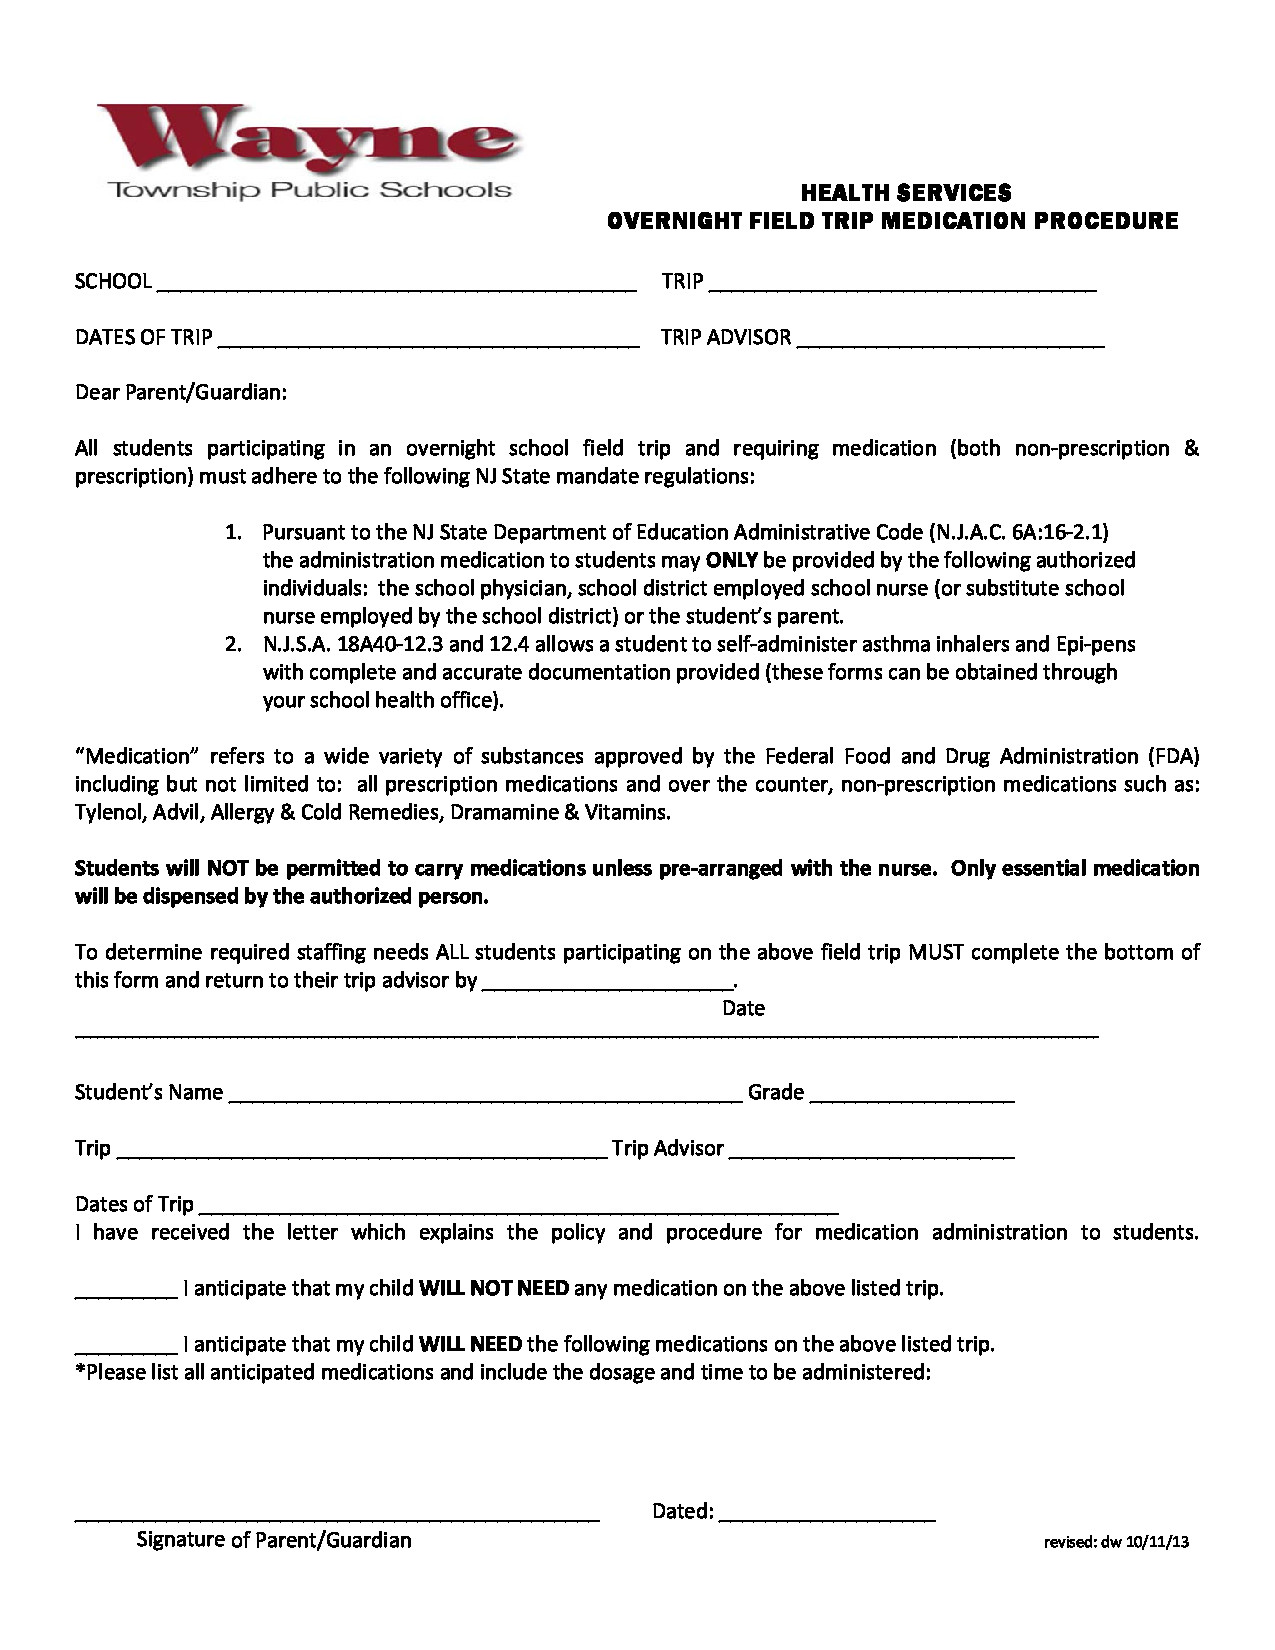 Wayne
Township Public Schools
HEALTH SERVICES
OVERNIGHT FIELD TRIP MEDICATION PROCEDURE
SCHOOL __________________________________________ TRIP __________________________________
DATES OF TRIP _____________________________________ TRIP ADVISOR ___________________________
Dear Parent/Guardian:
All students participating in an overnight school field trip and requiring medication (both non-prescription &
prescription) must adhere to the following NJ State mandate regulations:
1. Pursuant to the NJ State Department of Education Administrative Code (N.J.A.C. 6A:16-2.1)
the administration medication to students may ONLY be provided by the following authorized
individuals: the school physician, school district employed school nurse (or substitute school
nurse employed by the school district) or the student's parent.
2. N.J.S.A. 18A40-12.3 and 12.4 allows a student to self-administer asthma inhalers and Epi-pens
with complete and accurate documentation provided (these forms can be obtained through
your school health office).
“Medication” refers to a wide variety of substances approved by the Federal Food and Drug Administration (FDA)
including but not limited to: all prescription medications and over the counter, non-prescription medications such as:
Tylenol, Advil, Allergy & Cold Remedies, Dramamine & Vitamins.
Students will NOT be permitted to carry medications unless pre-arranged with the nurse. Only essential medication
will be dispensed by the authorized person.
To determine required staffing needs ALL students participating on the above field trip MUST complete the bottom of
this form and return to their trip advisor by ______________________.
Date
Student's Name _____________________________________________ Grade __________________
Trip ___________________________________________ Trip Advisor _________________________
Dates of Trip ________________________________________________________
I have received the letter which explains the policy and procedure for medication administration to students.
_________ I anticipate that my child WILL NOT NEED any medication on the above listed trip.
_________ I anticipate that my child WILL NEED the following medications on the above listed trip.
*Please list all anticipated medications and include the dosage and time to be administered:
______________________________________________ Dated: ___________________
Signature of Parent/Guardian revised: dw 10/11/13